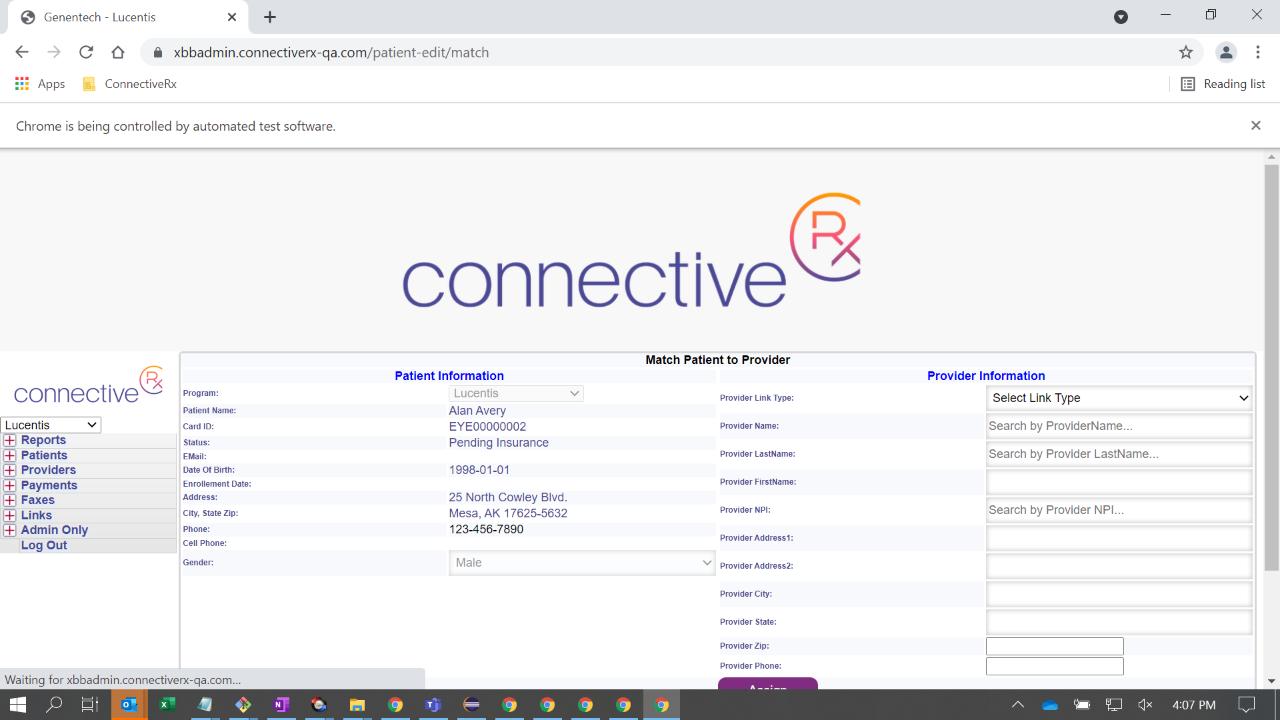 Genentech - Lucentis
xbbadmin.connectiverx-qa.com/patient-edit/match
Apps ConnectiveRx Reading list
Chrome is being controlled by automated test software.
connective Rx
connective Rx
Lucentis
Reports
Patients
Providers
Payments
Faxes
Links
Admin Only
Log Out
Match Patient to Provider
Patient Information
Program: Lucentis
Patient Name: Alan Avery
Card ID: EYE00000002
Status: Pending Insurance
EMail:
Date Of Birth: 1998-01-01
Enrollment Date:
Address: 25 North Cowley Blvd.
City, State Zip: Mesa, AK 17625-5632
Phone: 123-456-7890
Cell Phone:
Gender: Male
Provider Information
Provider Link Type: Select Link Type
Provider Name: Search by ProviderName...
Provider LastName: Search by Provider LastName...
Provider FirstName:
Provider NPI: Search by Provider NPI...
Provider Address1:
Provider Address2:
Provider City:
Provider State:
Provider Zip:
Provider Phone:
Assign
Waiting for xbbadmin.connectiverx-qa.com...
4:07 PM